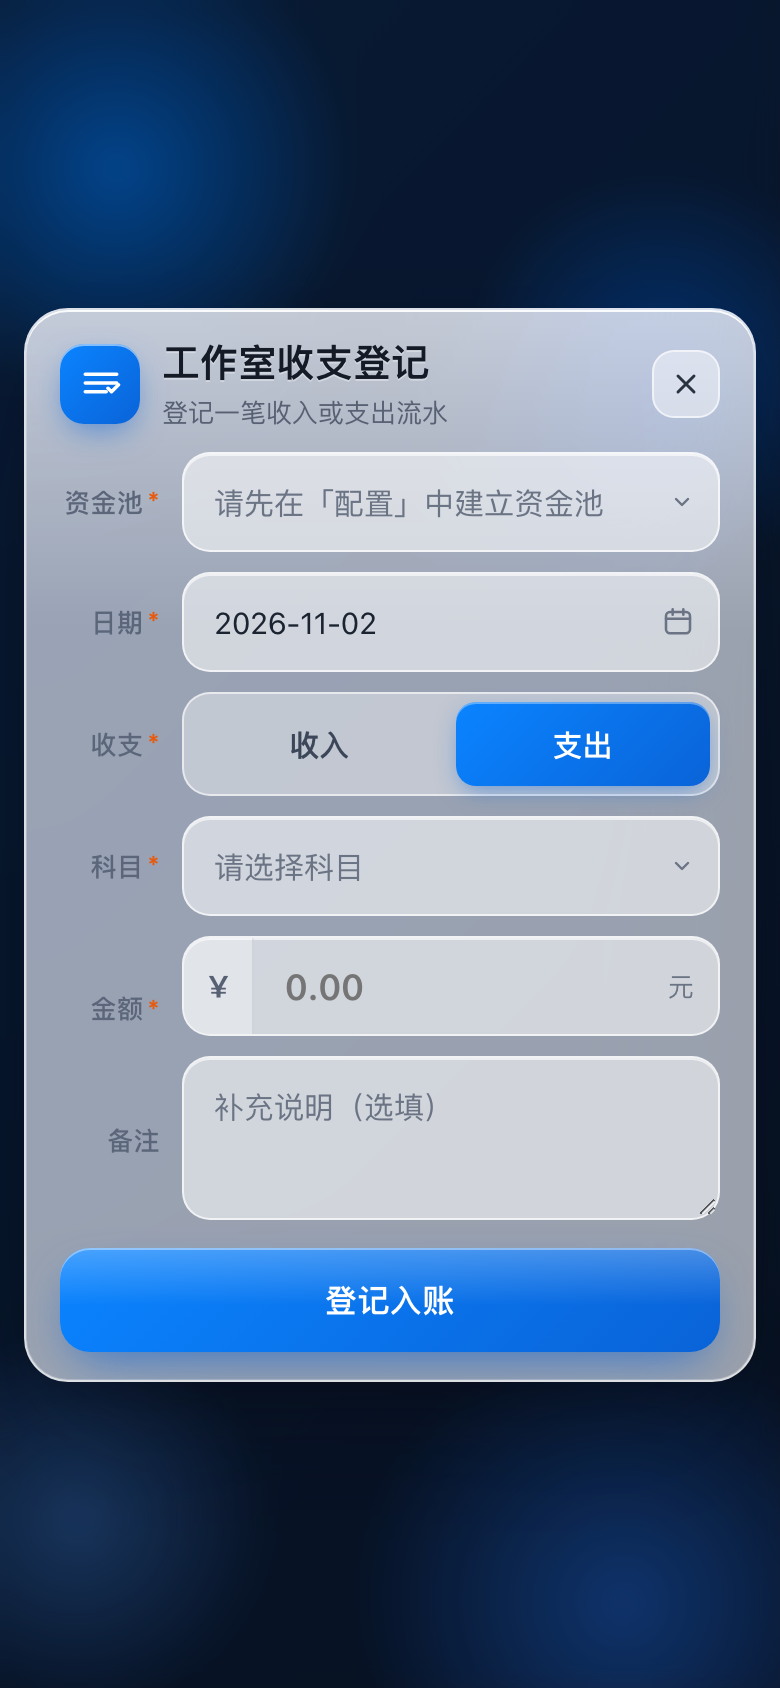 工作室收支登记
登记一笔收入或支出流水
资金池 * 请先在「配置」中建立资金池
日期 * 2026-11-02
收支 * 收入 支出
科目 * 请选择科目
金额 * ¥ 0.00 元
备注 补充说明（选填）
登记入账